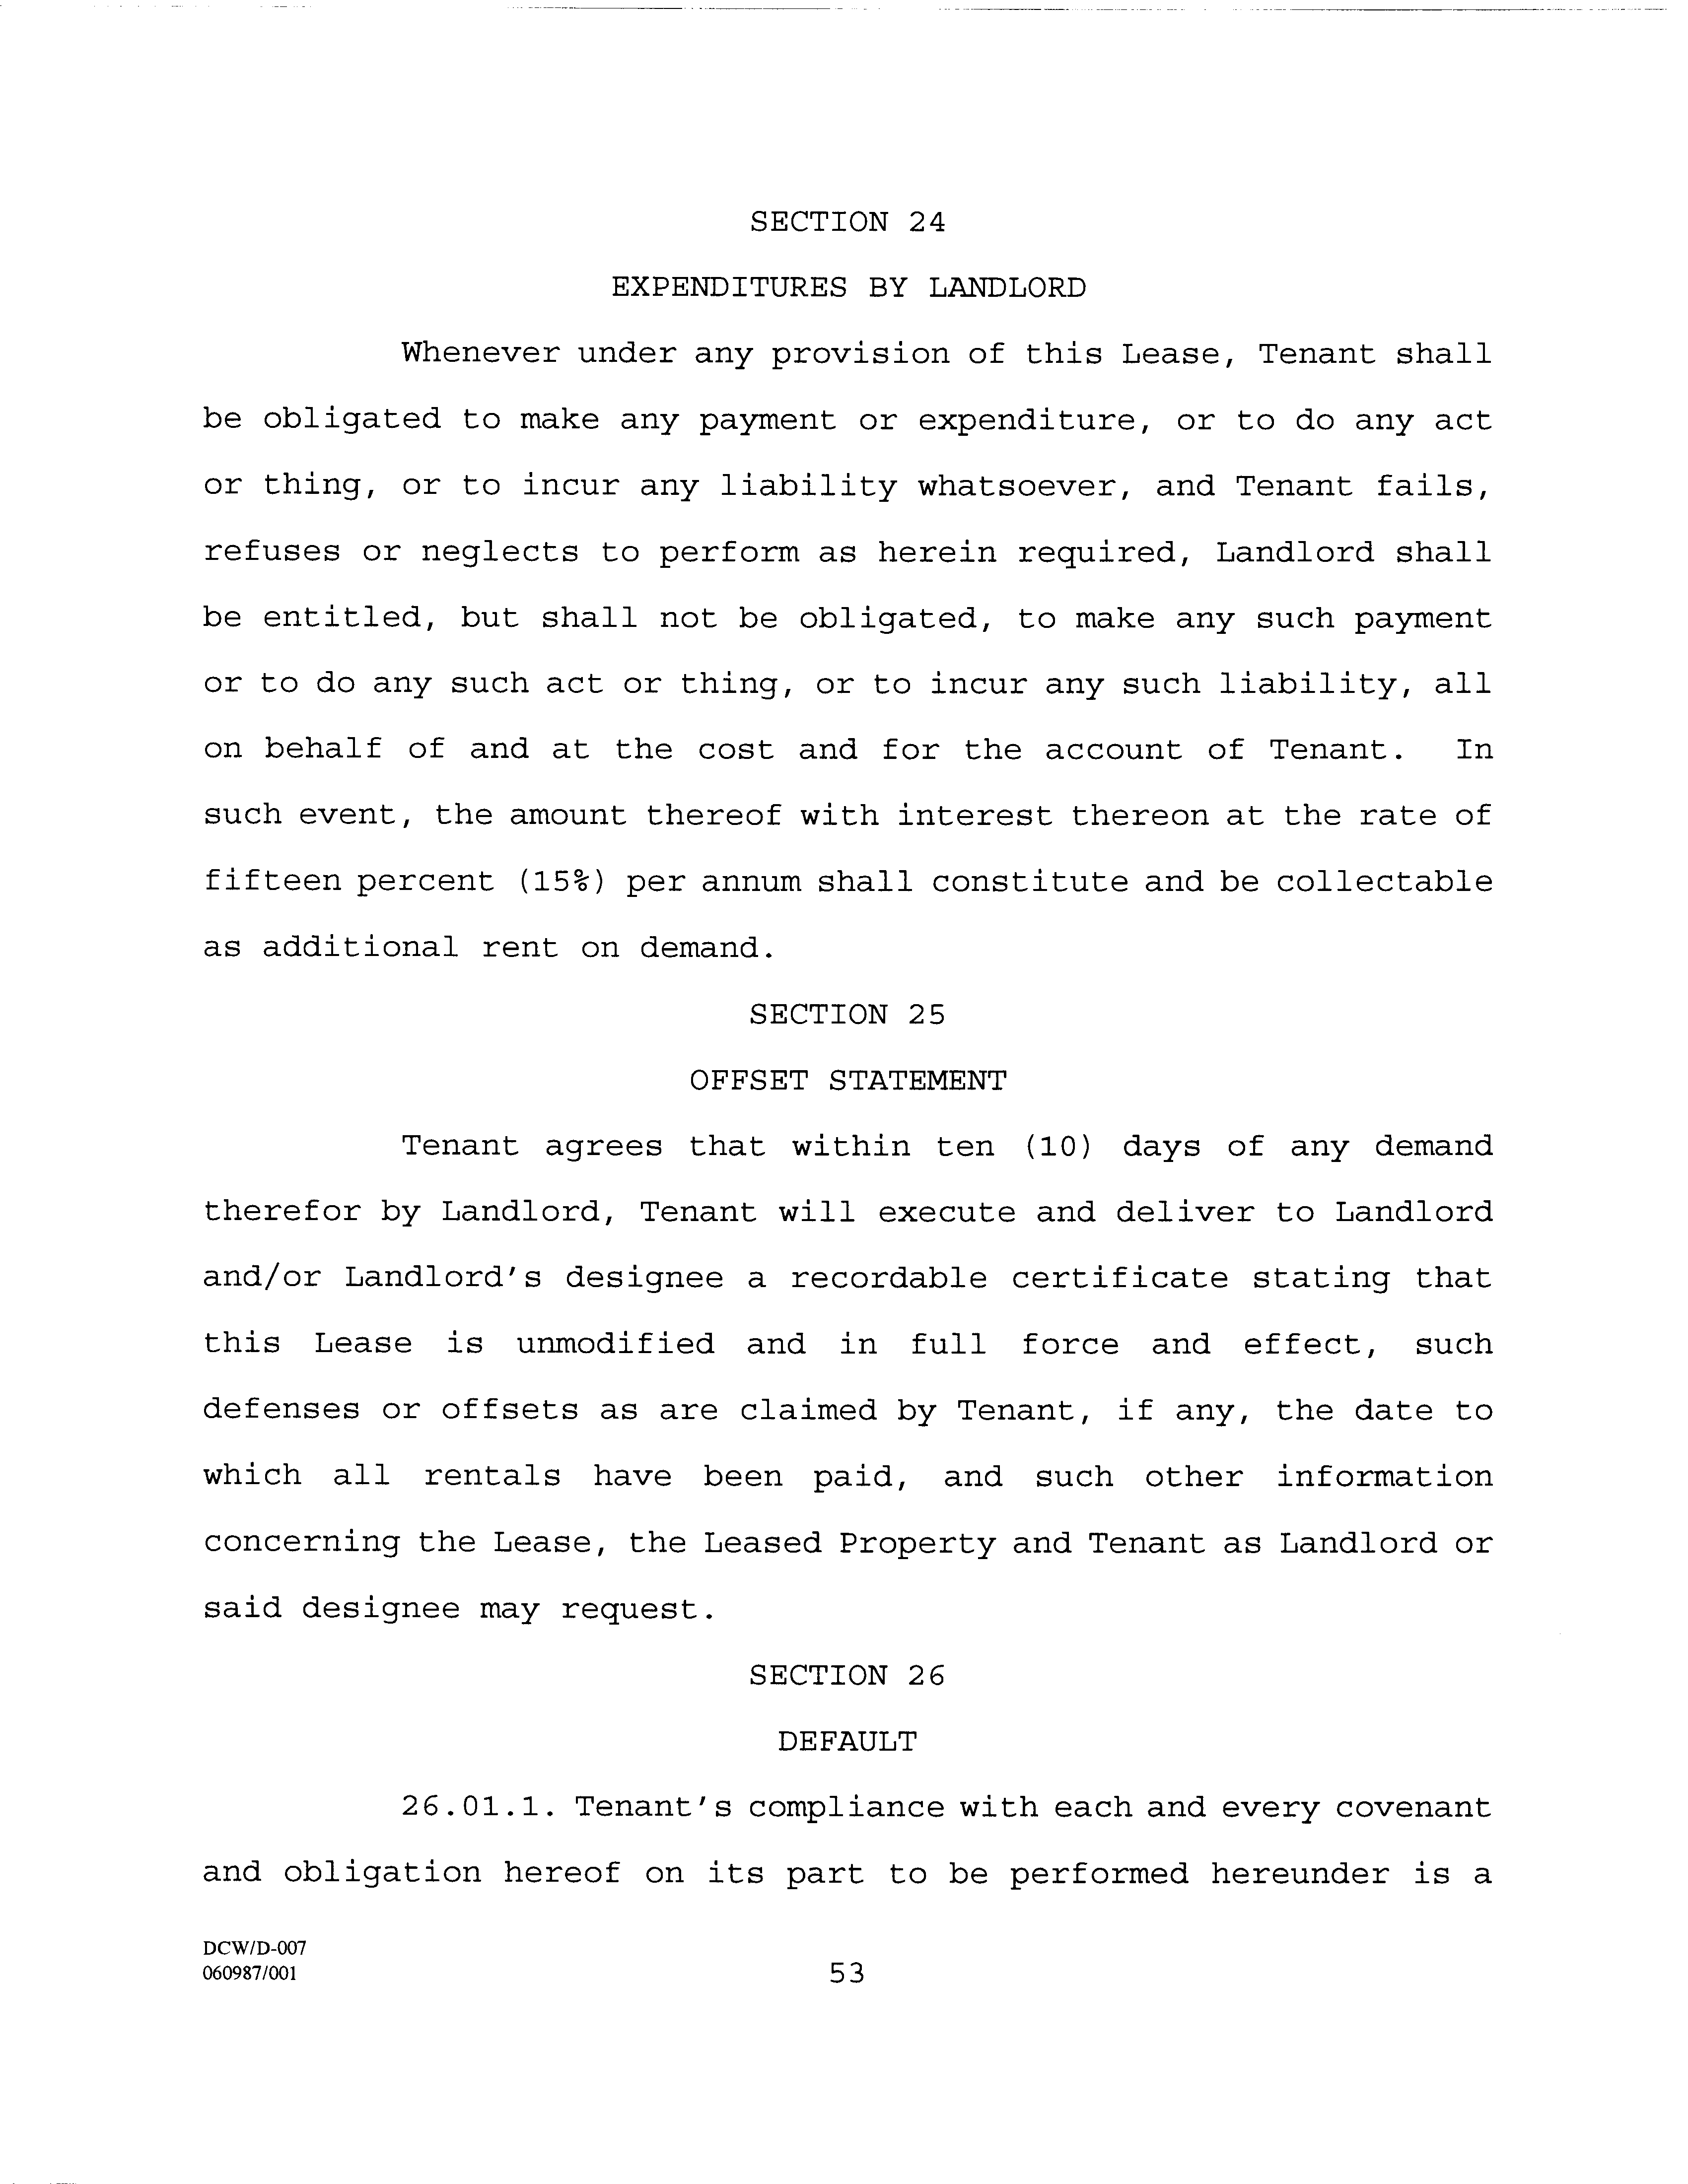 SECTION 24
EXPENDITURES BY LANDLORD
Whenever under any provision of this Lease, Tenant shall
be obligated to make any payment or expenditure, or to do any act
or thing, or to incur any liability whatsoever, and Tenant fails,
refuses or neglects to perform as herein required, Landlord shall
be entitled, but shall not be obligated, to make any such payment
or to do any such act or thing, or to incur any such liability, all
on behalf of and at the cost and for the account of Tenant. In
such event, the amount thereof with interest thereon at the rate of
fifteen percent (15%) per annum shall constitute and be collectable
as additional rent on demand.
SECTION 25
OFFSET STATEMENT
Tenant agrees that within ten (10) days of any demand
therefor by Landlord, Tenant will execute and deliver to Landlord
and/or Landlord's designee a recordable certificate stating that
this Lease is unmodified and in full force and effect, such
defenses or offsets as are claimed by Tenant, if any, the date to
which all rentals have been paid, and such other information
concerning the Lease, the Leased Property and Tenant as Landlord or
said designee may request.
SECTION 26
DEFAULT
26.01.1. Tenant's compliance with each and every covenant
and obligation hereof on its part to be performed hereunder is a
DCW/D-007
060987/001
53